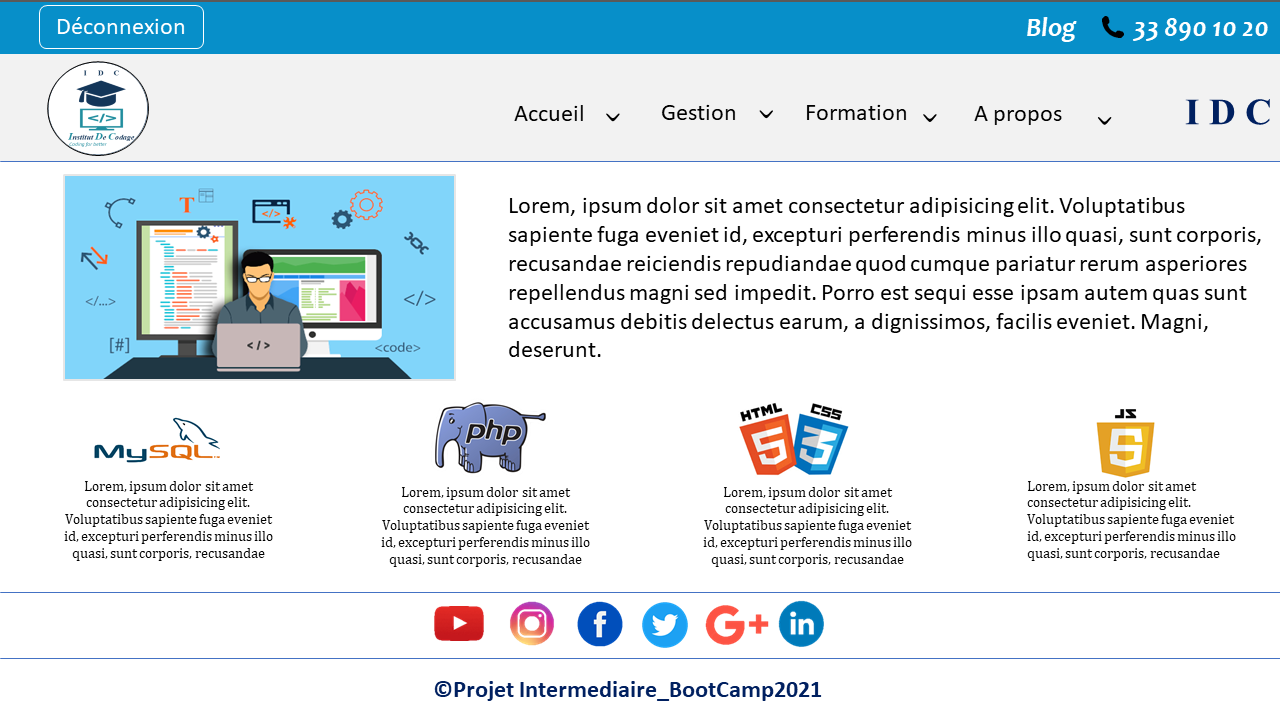 Déconnexion
Blog
33 890 10 20
I D C
</>
Institut De Codage
Coding for better
Accueil
Gestion
Formation
A propos
I D C
T
</>
</...>
</>
[#]
</>
<code>
Lorem, ipsum dolor sit amet consectetur adipisicing elit. Voluptatibus
sapiente fuga eveniet id, excepturi perferendis minus illo quasi, sunt corporis,
recusandae reiciendis repudiandae quod cumque pariatur rerum asperiores
repellendus magni sed impedit. Porro est sequi esse ipsam autem quas sunt
accusamus debitis delectus earum, a dignissimos, facilis eveniet. Magni,
deserunt.
MySQL
Lorem, ipsum dolor sit amet
consectetur adipisicing elit.
Voluptatibus sapiente fuga eveniet
id, excepturi perferendis minus illo
quasi, sunt corporis, recusandae
php
Lorem, ipsum dolor sit amet
consectetur adipisicing elit.
Voluptatibus sapiente fuga eveniet
id, excepturi perferendis minus illo
quasi, sunt corporis, recusandae
HTML CSS
5 3
Lorem, ipsum dolor sit amet
consectetur adipisicing elit.
Voluptatibus sapiente fuga eveniet
id, excepturi perferendis minus illo
quasi, sunt corporis, recusandae
JS
5
Lorem, ipsum dolor sit amet
consectetur adipisicing elit.
Voluptatibus sapiente fuga eveniet
id, excepturi perferendis minus illo
quasi, sunt corporis, recusandae
f G+ in
©Projet Intermediaire_BootCamp2021